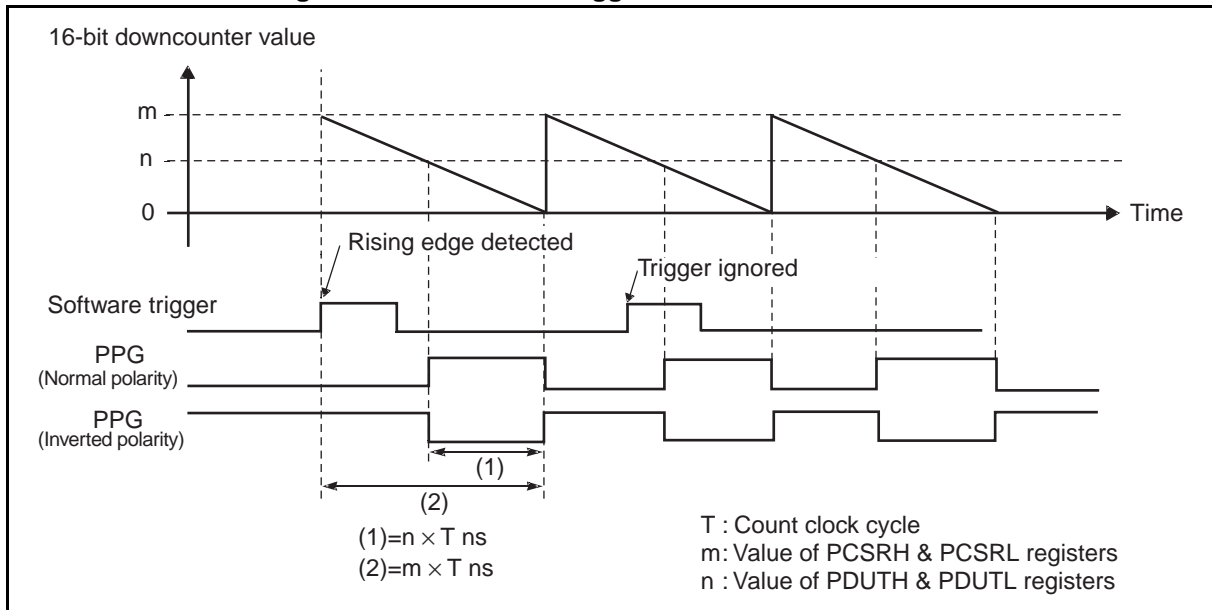 16-bit downcounter value
m
n
0
Time
Rising edge detected
Trigger ignored
Software trigger
PPG
(Normal polarity)
PPG
(Inverted polarity)
(1)
(2)
(1)=n × T ns
(2)=m × T ns
T : Count clock cycle
m: Value of PCSRH & PCSRL registers
n : Value of PDUTH & PDUTL registers